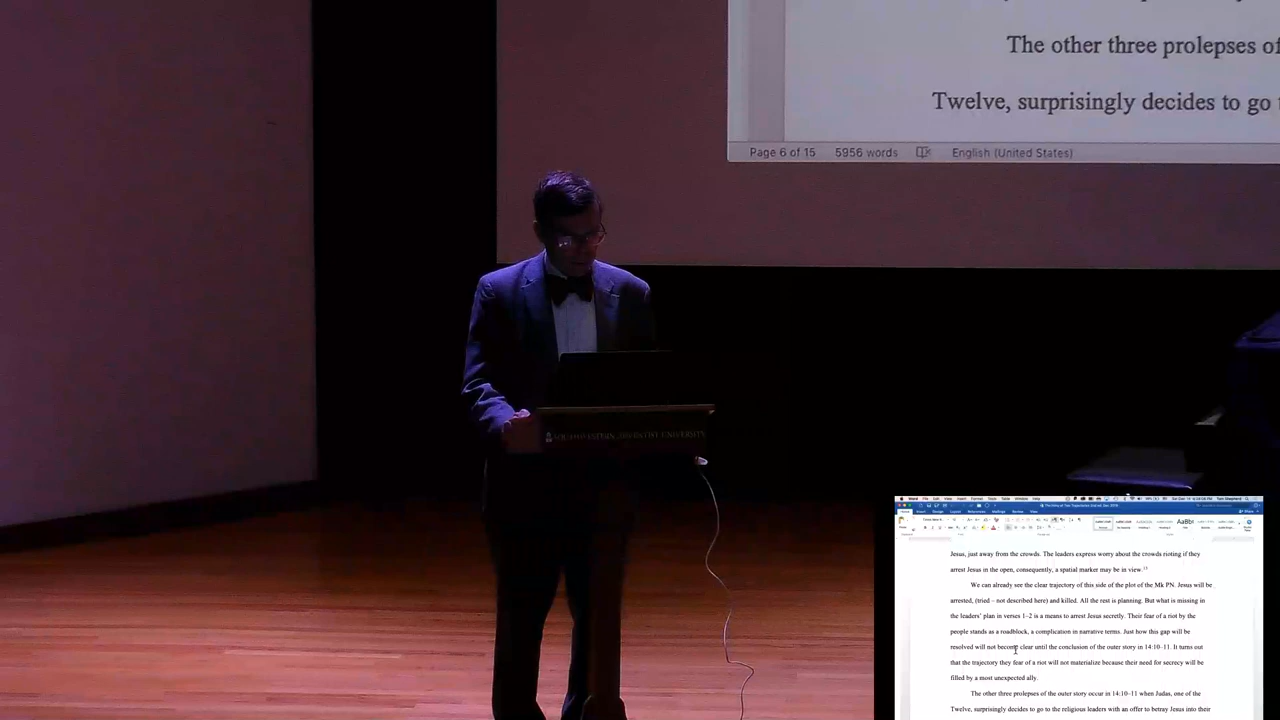 The other three prolepses of
Twelve, surprisingly decides to go
Page 6 of 15 5956 words English (United States)
SOUTHWESTERN ADVENTIST UNIVERSITY
Jesus, just away from the crowds. The leaders express worry about the crowds rioting if they
arrest Jesus in the open, consequently, a spatial marker may be in view.
We can already see the clear trajectory of this side of the plot of the Mk PN. Jesus will be
arrested, (tried – not described here) and killed. All the rest is planning. But what is missing in
the leaders' plan in verses 1–2 is a means to arrest Jesus secretly. Their fear of a riot by the
people stands as a roadblock, a complication in narrative terms. Just how this gap will be
resolved will not become clear until the conclusion of the outer story in 14:10–11. It turns out
that the trajectory they fear of a riot will not materialize because their need for secrecy will be
filled by a most unexpected ally.
The other three prolepses of the outer story occur in 14:10–11 when Judas, one of the
Twelve, surprisingly decides to go to the religious leaders with an offer to betray Jesus into their